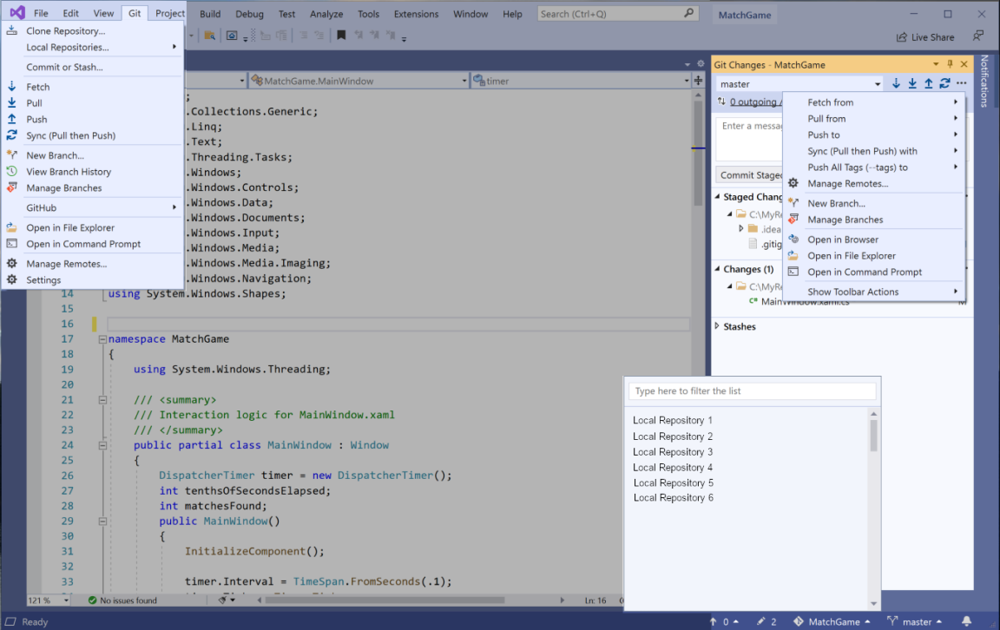 File Edit View Git Project Build Debug Test Analyze Tools Extensions Window Help Search (Ctrl+Q) MatchGame
Live Share
Clone Repository...
Local Repositories...
Commit or Stash...
Fetch
Pull
Push
Sync (Pull then Push)
New Branch...
View Branch History
Manage Branches
GitHub
Open in File Explorer
Open in Command Prompt
Manage Remotes...
Settings
MatchGame.MainWindow timer
;
.Collections.Generic;
.Linq;
.Text;
.Threading.Tasks;
.Windows;
.Windows.Controls;
.Windows.Data;
.Windows.Documents;
.Windows.Input;
.Windows.Media;
.Windows.Media.Imaging;
.Windows.Navigation;
14 using System.Windows.Shapes;
15
16
17 namespace MatchGame
18 {
19 using System.Windows.Threading;
20
21 /// <summary>
22 /// Interaction logic for MainWindow.xaml
23 /// </summary>
24 public partial class MainWindow : Window
25 {
26 DispatcherTimer timer = new DispatcherTimer();
27 int tenthsOfSecondsElapsed;
28 int matchesFound;
29 public MainWindow()
30 {
31 InitializeComponent();
32
33 timer.Interval = TimeSpan.FromSeconds(.1);
121 % No issues found Ln: 16
Git Changes - MatchGame
master
0 outgoing /
Enter a messa
Commit Staged
Staged Chang
C:\MyRe
.idea
.gitig
Changes (1)
C:\MyRe
C# MainWindow.xaml.cs M
Stashes
Fetch from
Pull from
Push to
Sync (Pull then Push) with
Push All Tags (--tags) to
Manage Remotes...
New Branch...
Manage Branches
Open in Browser
Open in File Explorer
Open in Command Prompt
Show Toolbar Actions
Notifications
Type here to filter the list
Local Repository 1
Local Repository 2
Local Repository 3
Local Repository 4
Local Repository 5
Local Repository 6
Ready 0 2 MatchGame master